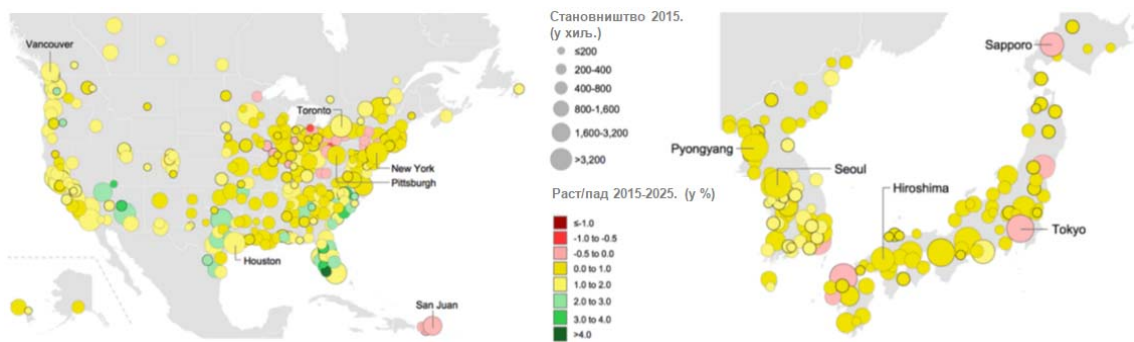 Vancouver
Toronto
New York
Pittsburgh
Houston
San Juan
Становништво 2015.
(у хиљ.)
≤200
200-400
400-800
800-1,600
1,600-3,200
>3,200
Раст/пад 2015-2025. (у %)
≤-1.0
-1.0 to -0.5
-0.5 to 0.0
0.0 to 1.0
1.0 to 2.0
2.0 to 3.0
3.0 to 4.0
>4.0
Sapporo
Pyongyang
Seoul
Hiroshima
Tokyo